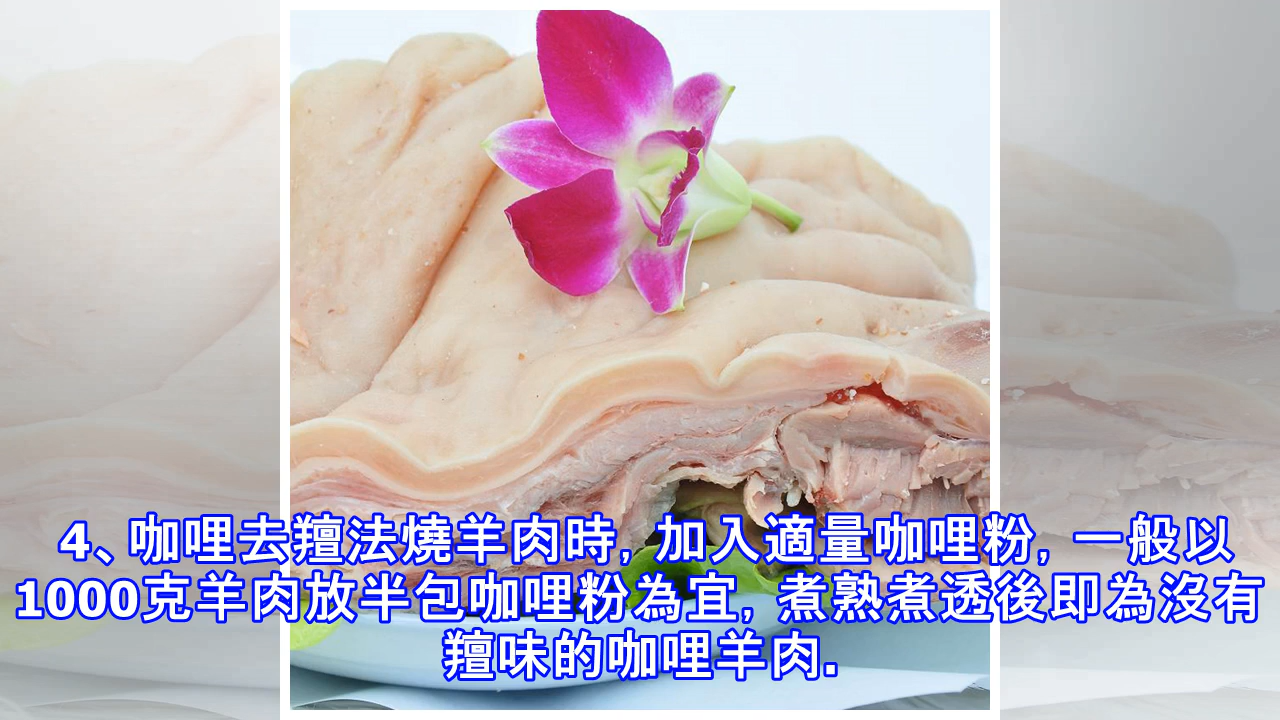 4、咖哩去羶法燒羊肉時, 加入適量咖哩粉, 一般以
1000克羊肉放半包咖哩粉為宜, 煮熟煮透後即為沒有
羶味的咖哩羊肉.